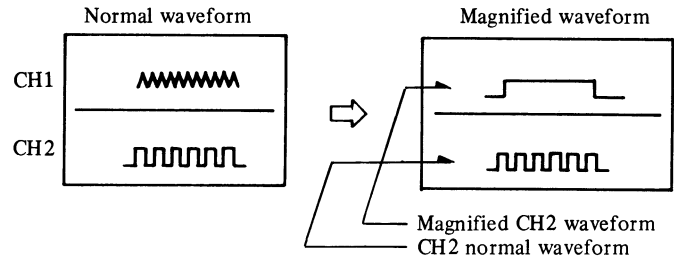 Normal waveform
Magnified waveform
CH1
CH2
Magnified CH2 waveform
CH2 normal waveform